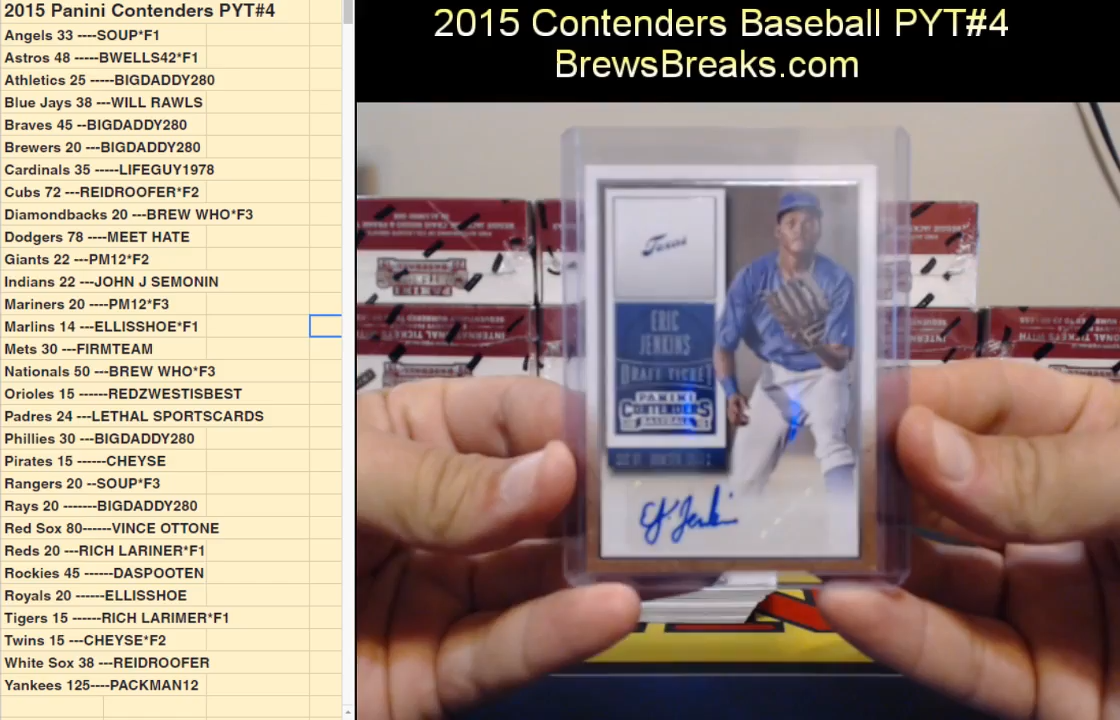 2015 Panini Contenders PYT#4
Angels 33 ----SOUP*F1
Astros 48 -----BWELLS42*F1
Athletics 25 -----BIGDADDY280
Blue Jays 38 ---WILL RAWLS
Braves 45 --BIGDADDY280
Brewers 20 ---BIGDADDY280
Cardinals 35 -----LIFEGUY1978
Cubs 72 ---REIDROOFER*F2
Diamondbacks 20 ---BREW WHO*F3
Dodgers 78 ----MEET HATE
Giants 22 ----PM12*F2
Indians 22 ---JOHN J SEMONIN
Mariners 20 ----PM12*F3
Marlins 14 ---ELLISSHOE*F1
Mets 30 ---FIRMTEAM
Nationals 50 ---BREW WHO*F3
Orioles 15 ------REDZWESTISBEST
Padres 24 ---LETHAL SPORTSCARDS
Phillies 30 ---BIGDADDY280
Pirates 15 ------CHEYSE
Rangers 20 --SOUP*F3
Rays 20 -------BIGDADDY280
Red Sox 80------VINCE OTTONE
Reds 20 ---RICH LARINER*F1
Rockies 45 ------DASPOOTEN
Royals 20 ------ELLISSHOE
Tigers 15 ------RICH LARIMER*F1
Twins 15 ---CHEYSE*F2
White Sox 38 ---REIDROOFER
Yankees 125----PACKMAN12
2015 Contenders Baseball PYT#4
BrewsBreaks.com
Texas
ERIC
JENKINS
DRAFT TICKET
PANINI
CONTENDERS
BASEBALL